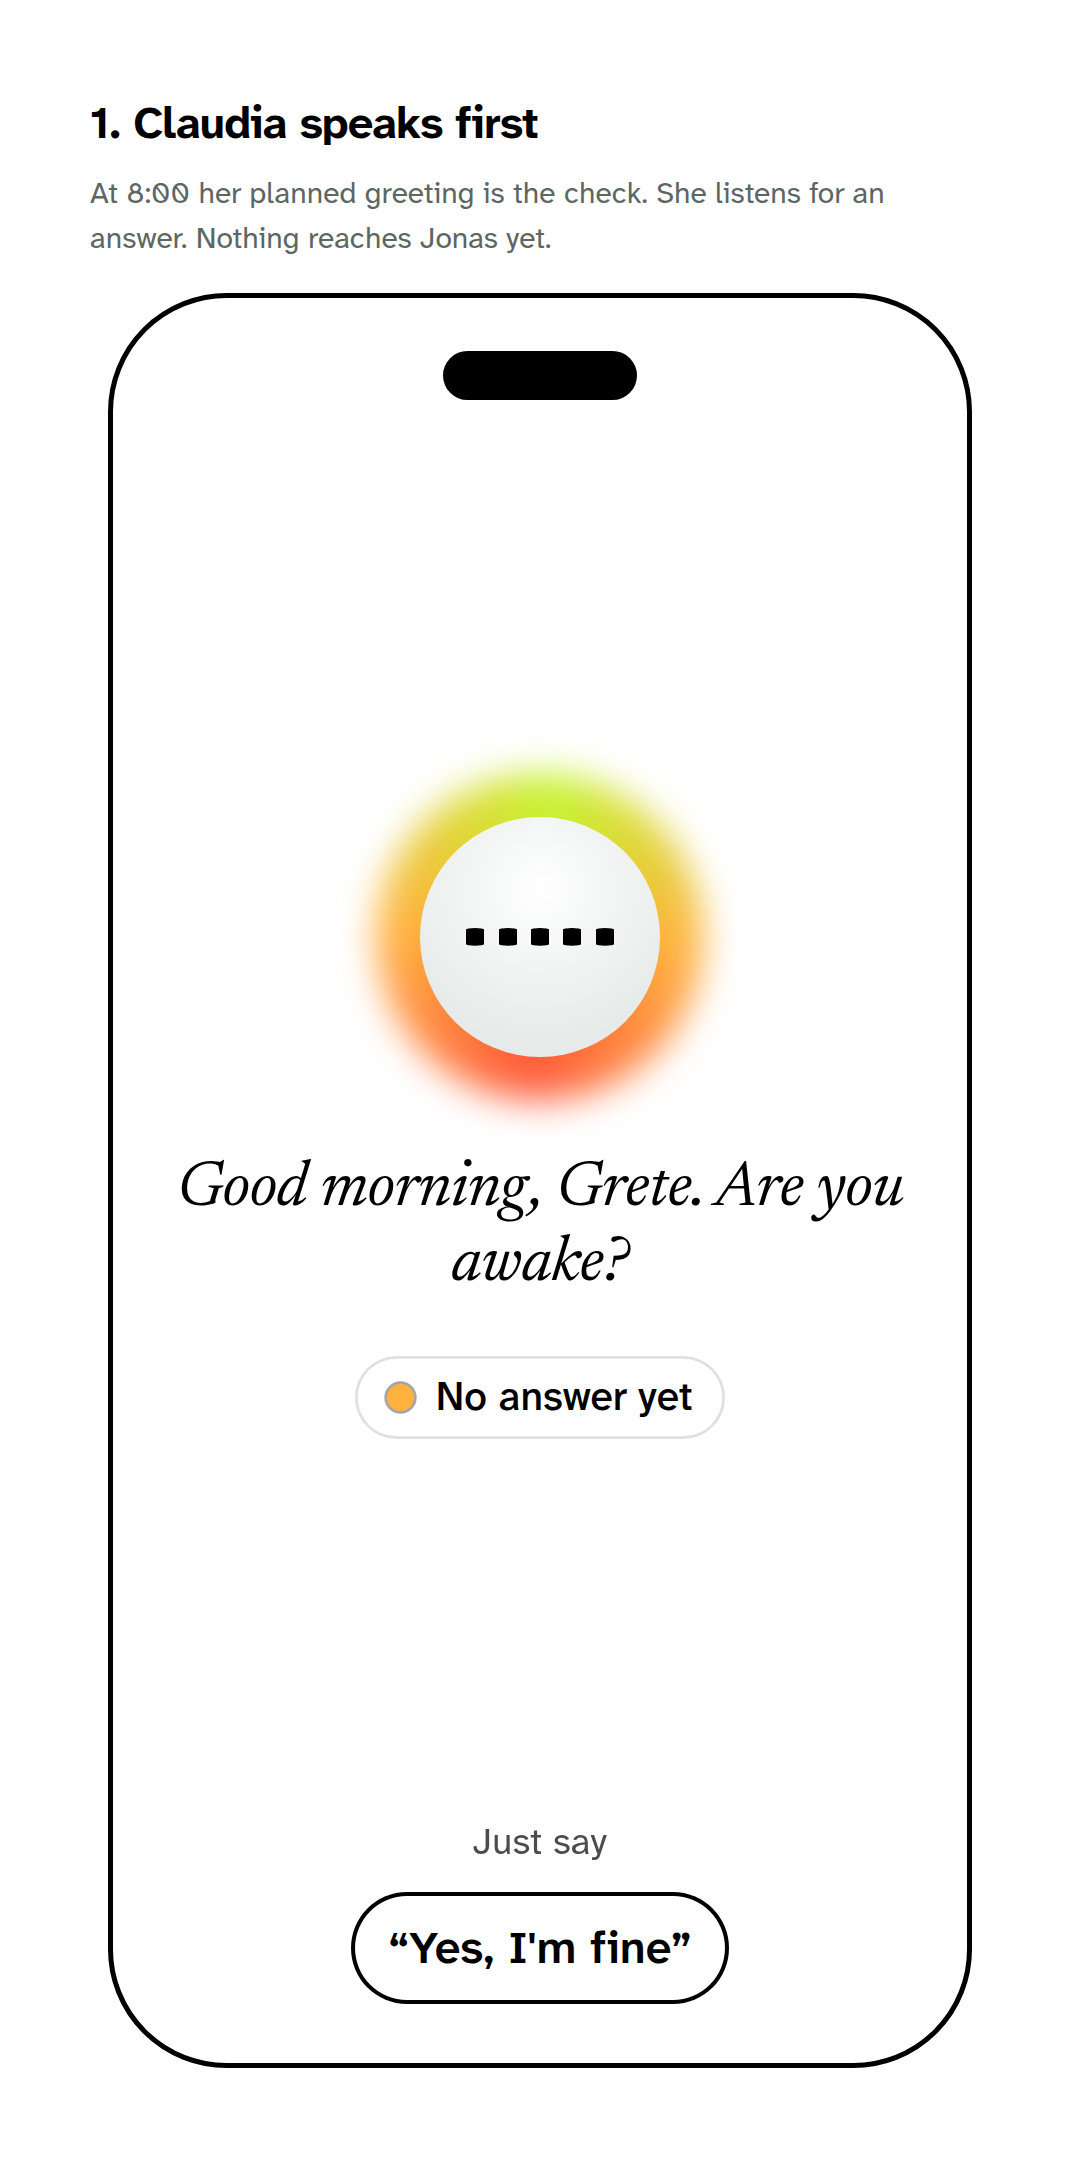 1. Claudia speaks first
At 8:00 her planned greeting is the check. She listens for an
answer. Nothing reaches Jonas yet.
Good morning, Grete. Are you
awake?
No answer yet
Just say
“Yes, I'm fine”